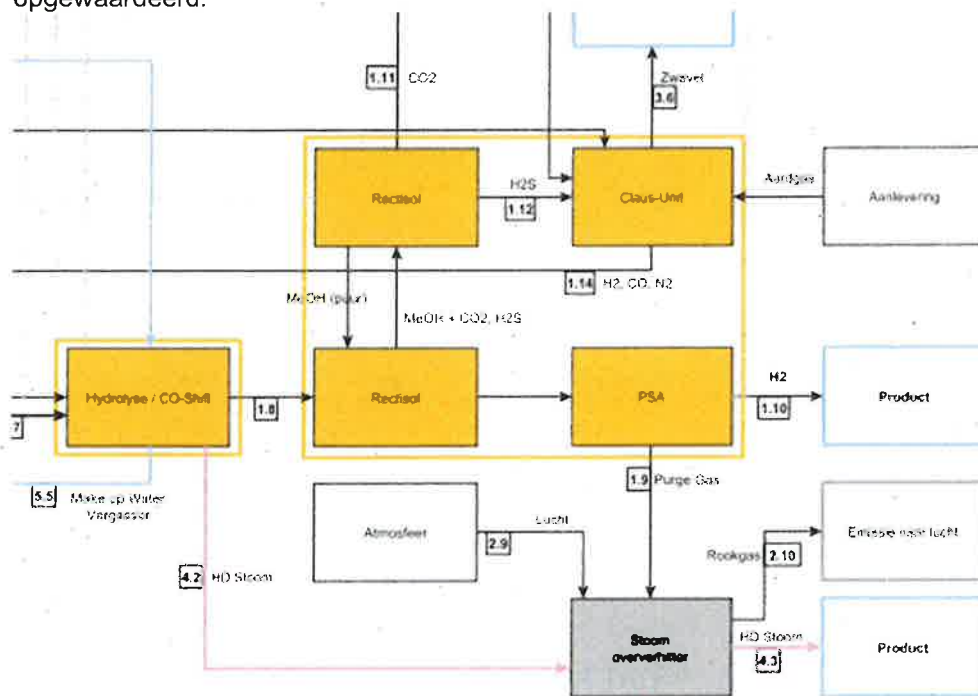 opgewaardeerd.
1.11 CO2
Zwavel
3.6
Rectisol
H2S
1.12
Claus-Unit
Aardgas
Aanlevering
1.14 H2, CO, N2
MeOH (puur)
MeOH + CO2, H2S
Hydrolyse / CO-Shift
1.8
Rectisol
PSA
H2
1.10
Product
7
5.5 Make up Water
Vergasser
1.9 Purge Gas
Atmosfeer
Lucht
2.9
Rookgas 2.10
Emissie naar lucht
4.2 HD Stoom
Stoom
oververhitter
HD Stoom
4.3
Product